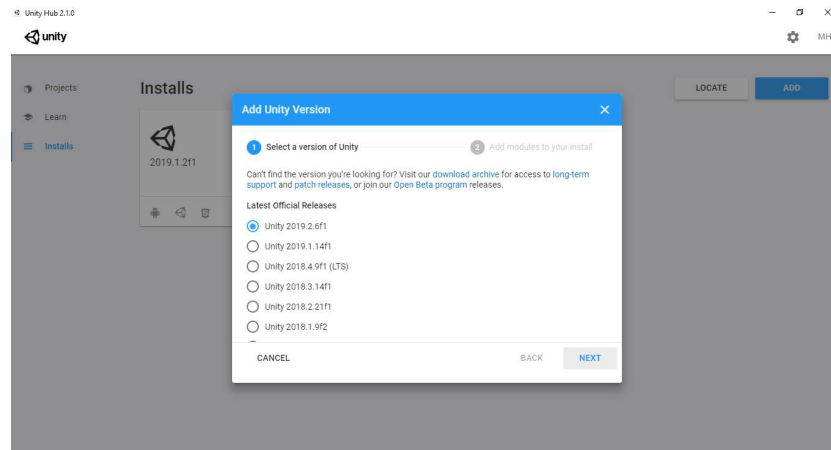 Unity Hub 2.1.0
unity
MH
Projects
Learn
Installs
Installs
LOCATE
ADD
2019.1.2f1
Add Unity Version
1 Select a version of Unity
2 Add modules to your install
Can't find the version you're looking for? Visit our download archive for access to long-term
support and patch releases, or join our Open Beta program releases.
Latest Official Releases
Unity 2019.2.6f1
Unity 2019.1.14f1
Unity 2018.4.9f1 (LTS)
Unity 2018.3.14f1
Unity 2018.2.21f1
Unity 2018.1.9f2
CANCEL
BACK
NEXT